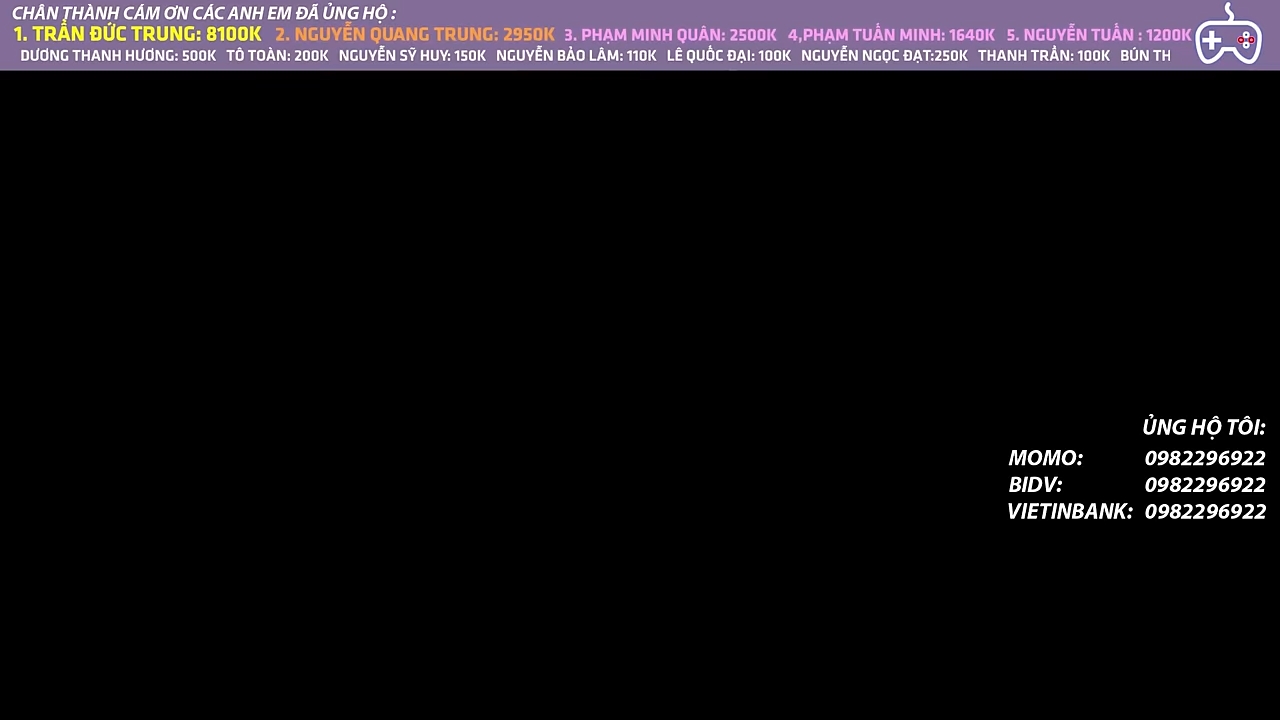 CHÂN THÀNH CÁM ƠN CÁC ANH EM ĐÃ ỦNG HỘ :
1. TRẦN ĐỨC TRUNG: 8100K 2. NGUYỄN QUANG TRUNG: 2950K 3. PHẠM MINH QUÂN: 2500K 4,PHẠM TUẤN MINH: 1640K 5. NGUYỄN TUẤN : 1200K
DƯƠNG THANH HƯƠNG: 500K TÔ TOÀN: 200K NGUYỄN SỸ HUY: 150K NGUYỄN BẢO LÂM: 110K LÊ QUỐC ĐẠI: 100K NGUYỄN NGỌC ĐẠT:250K THANH TRẦN: 100K BÚN TH
ỦNG HỘ TÔI:
MOMO: 0982296922
BIDV: 0982296922
VIETINBANK: 0982296922